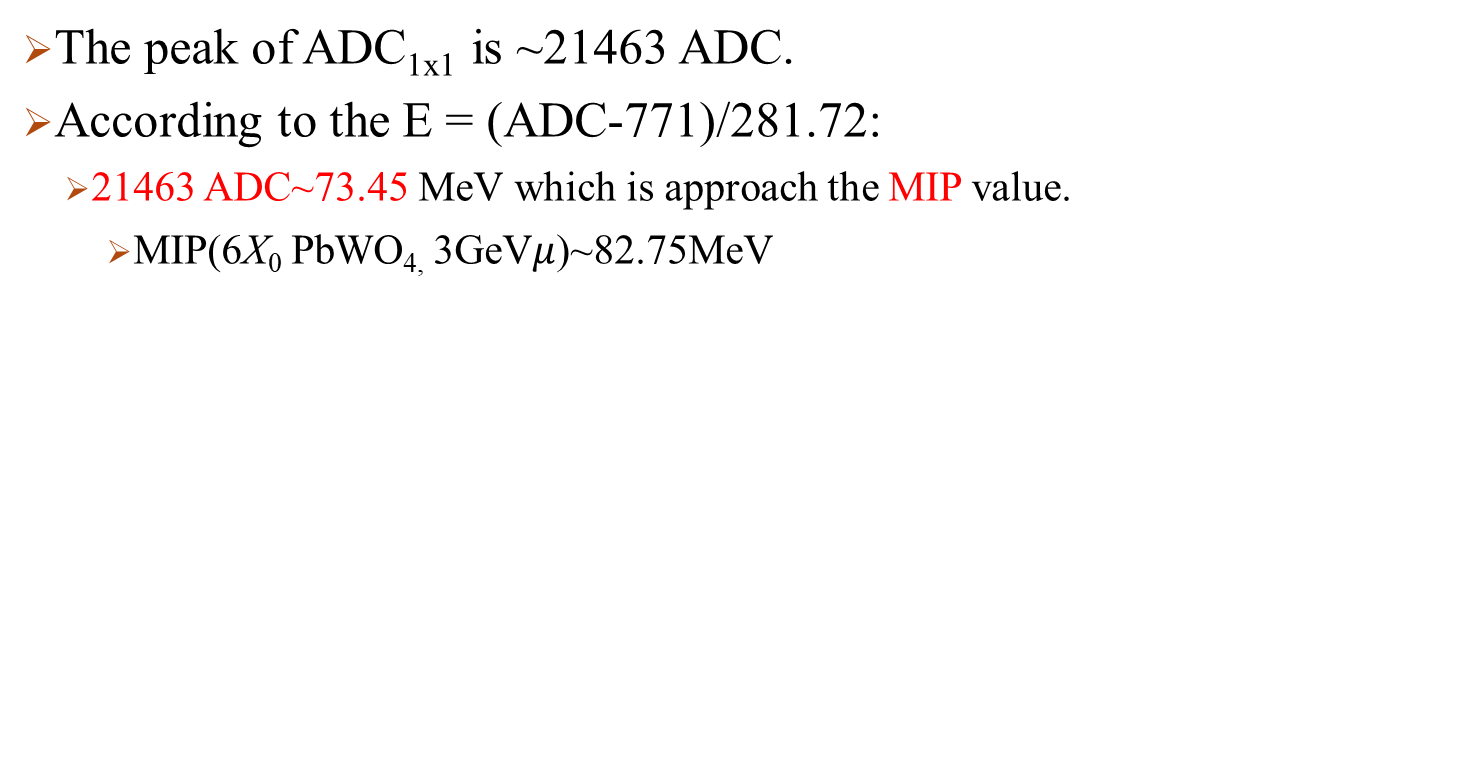 ➢The peak of ADC₁ₓ₁ is ~21463 ADC.
➢According to the E = (ADC-771)/281.72:
➢21463 ADC~73.45 MeV which is approach the MIP value.
➢MIP(6X₀ PbWO₄, 3GeVμ)~82.75MeV